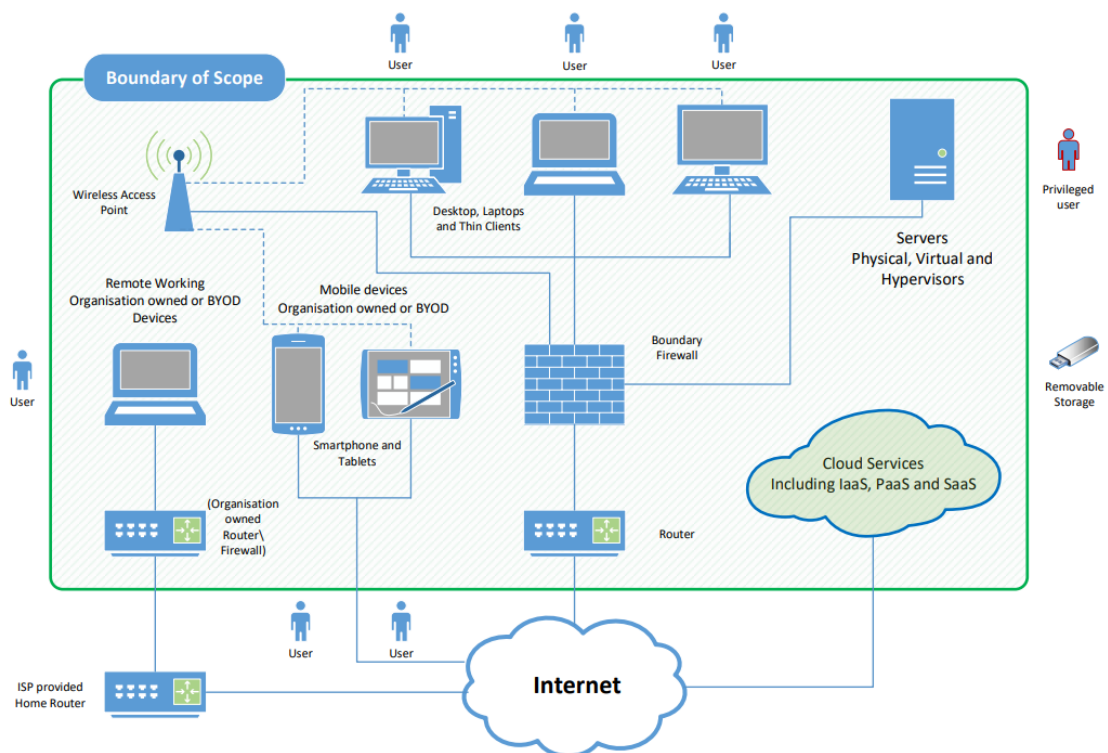 User
User
User
Boundary of Scope
Wireless Access
Point
Desktop, Laptops
and Thin Clients
Servers
Physical, Virtual and
Hypervisors
Privileged
user
Remote Working
Organisation owned or BYOD
Devices
Mobile devices
Organisation owned or BYOD
Boundary
Firewall
User
Removable
Storage
Smartphone and
Tablets
Cloud Services
Including IaaS, PaaS and SaaS
(Organisation
owned
Router\
Firewall)
Router
User
User
ISP provided
Home Router
Internet